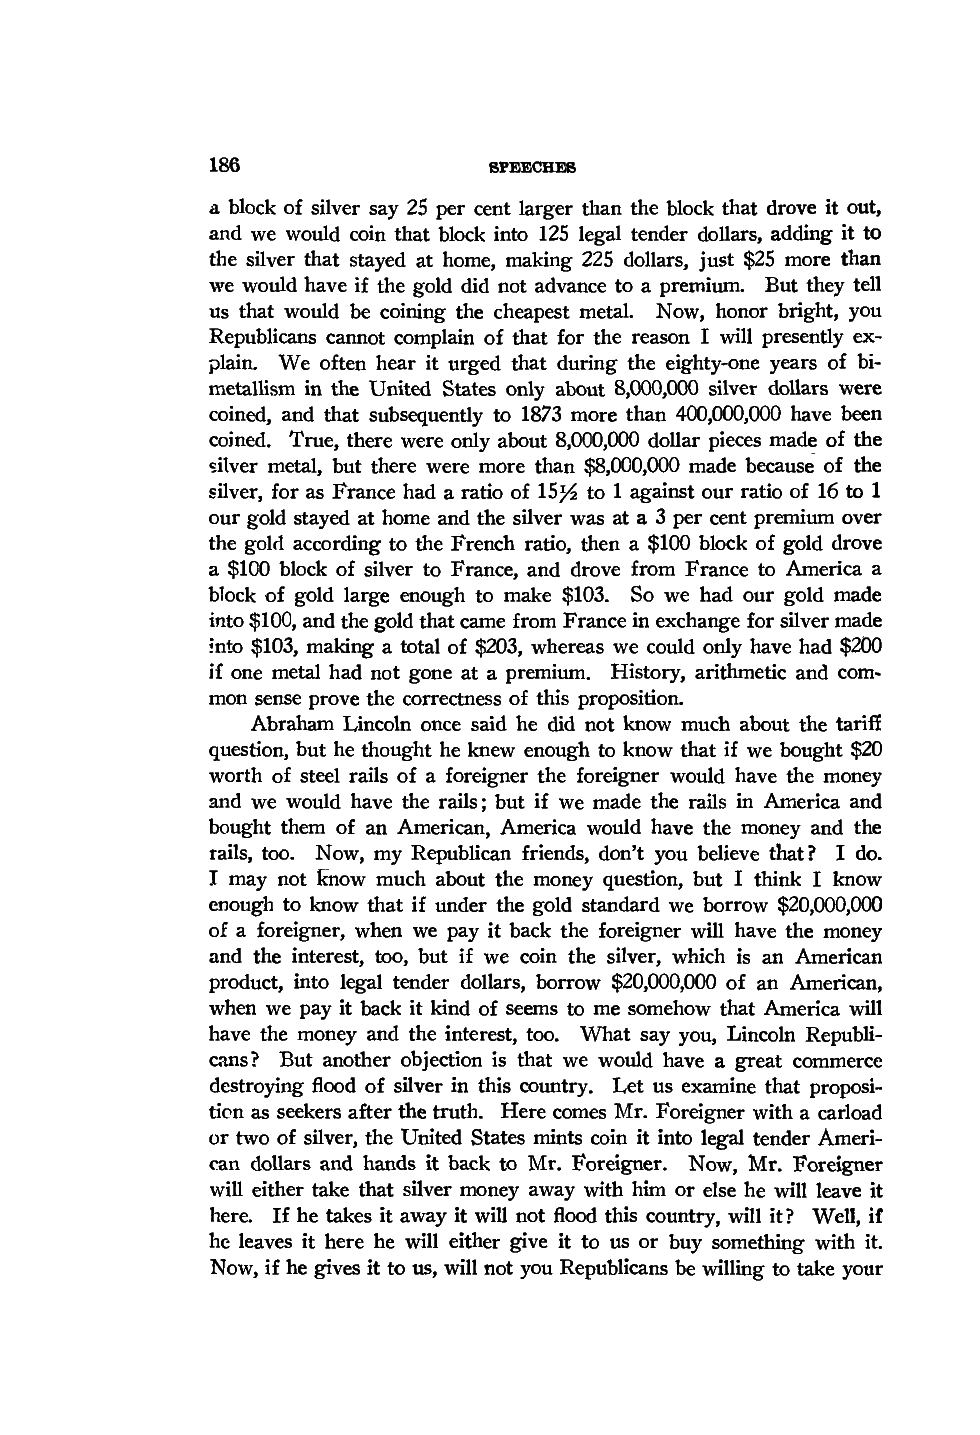 186 SPEECHES
a block of silver say 25 per cent larger than the block that drove it out,
and we would coin that block into 125 legal tender dollars, adding it to
the silver that stayed at home, making 225 dollars, just $25 more than
we would have if the gold did not advance to a premium. But they tell
us that would be coining the cheapest metal. Now, honor bright, you
Republicans cannot complain of that for the reason I will presently ex-
plain. We often hear it urged that during the eighty-one years of bi-
metallism in the United States only about 8,000,000 silver dollars were
coined, and that subsequently to 1873 more than 400,000,000 have been
coined. True, there were only about 8,000,000 dollar pieces made of the
silver metal, but there were more than $8,000,000 made because of the
silver, for as France had a ratio of 15½ to 1 against our ratio of 16 to 1
our gold stayed at home and the silver was at a 3 per cent premium over
the gold according to the French ratio, then a $100 block of gold drove
a $100 block of silver to France, and drove from France to America a
block of gold large enough to make $103. So we had our gold made
into $100, and the gold that came from France in exchange for silver made
into $103, making a total of $203, whereas we could only have had $200
if one metal had not gone at a premium. History, arithmetic and com-
mon sense prove the correctness of this proposition.
Abraham Lincoln once said he did not know much about the tariff
question, but he thought he knew enough to know that if we bought $20
worth of steel rails of a foreigner the foreigner would have the money
and we would have the rails; but if we made the rails in America and
bought them of an American, America would have the money and the
rails, too. Now, my Republican friends, don't you believe that? I do.
I may not know much about the money question, but I think I know
enough to know that if under the gold standard we borrow $20,000,000
of a foreigner, when we pay it back the foreigner will have the money
and the interest, too, but if we coin the silver, which is an American
product, into legal tender dollars, borrow $20,000,000 of an American,
when we pay it back it kind of seems to me somehow that America will
have the money and the interest, too. What say you, Lincoln Republi-
cans? But another objection is that we would have a great commerce
destroying flood of silver in this country. Let us examine that proposi-
tion as seekers after the truth. Here comes Mr. Foreigner with a carload
or two of silver, the United States mints coin it into legal tender Ameri-
can dollars and hands it back to Mr. Foreigner. Now, Mr. Foreigner
will either take that silver money away with him or else he will leave it
here. If he takes it away it will not flood this country, will it? Well, if
he leaves it here he will either give it to us or buy something with it.
Now, if he gives it to us, will not you Republicans be willing to take your